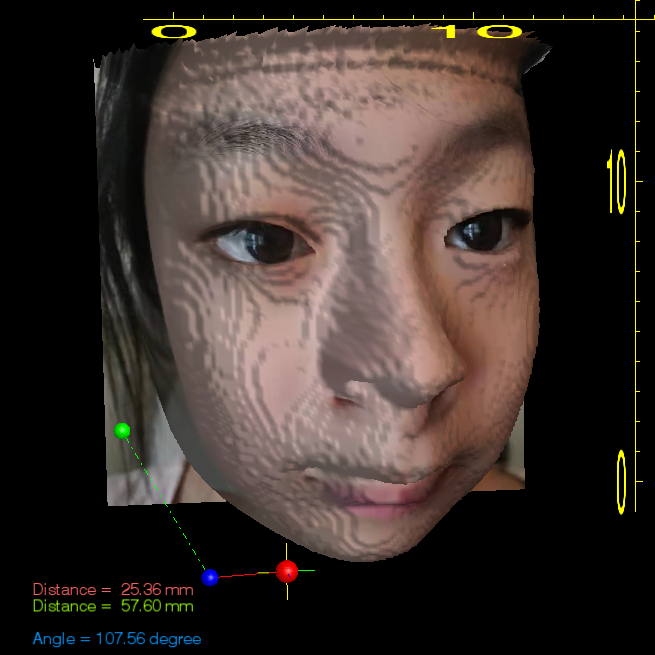 0 10
10
0
Distance = 25.36 mm
Distance = 57.60 mm
Angle = 107.56 degree